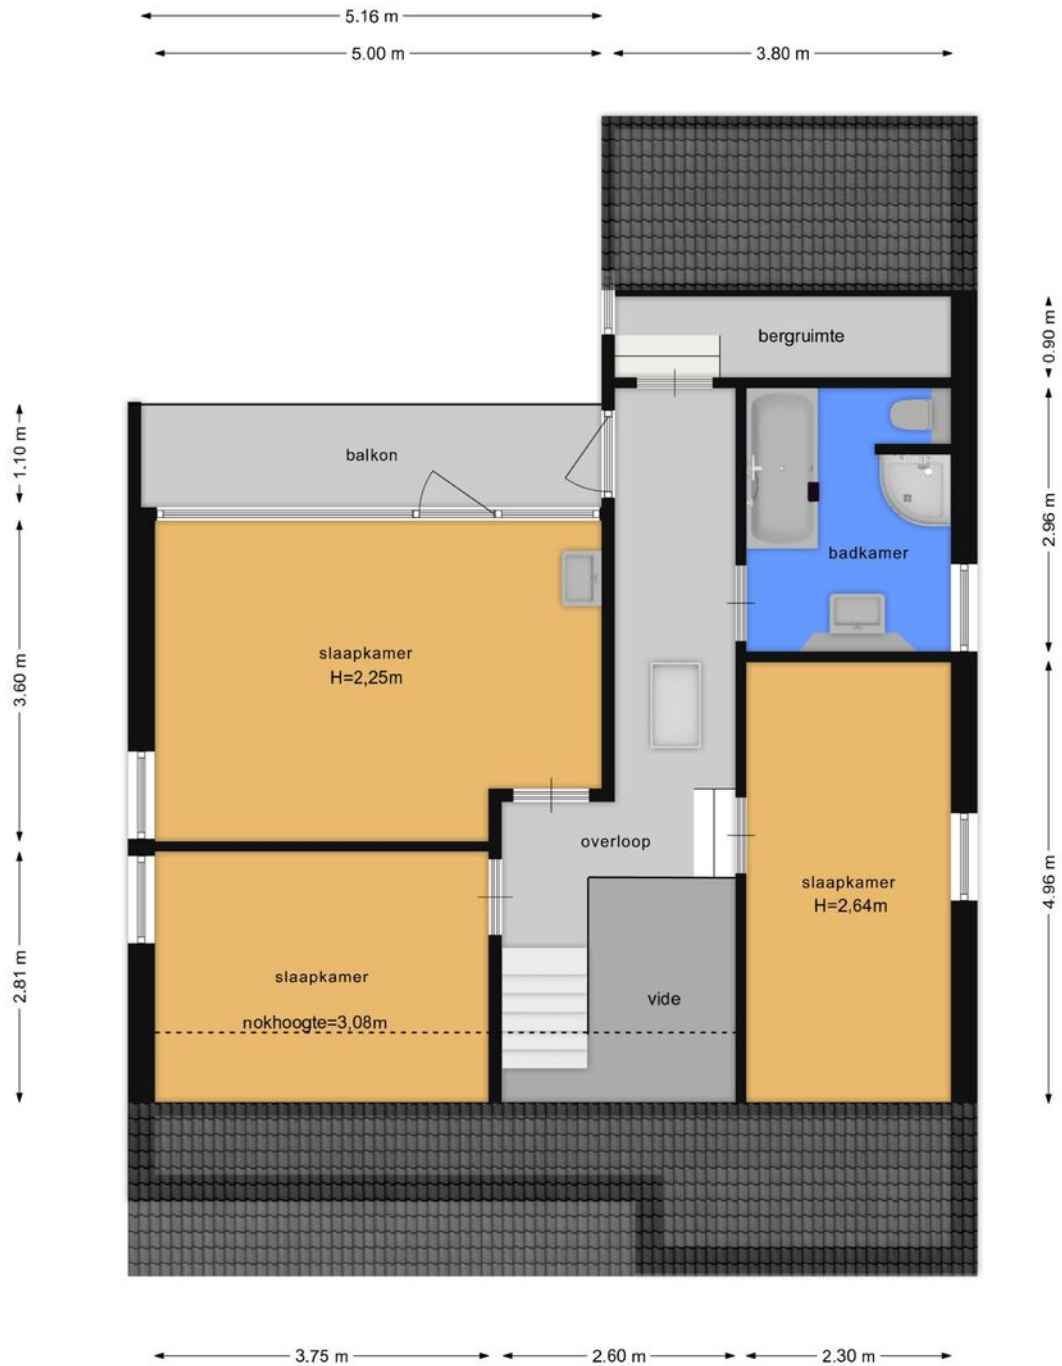 5.16 m
5.00 m
3.80 m
bergruimte
0.90 m
balkon
1.10 m
badkamer
2.96 m
slaapkamer
H=2,25m
3.60 m
overloop
slaapkamer
H=2,64m
4.96 m
slaapkamer
nokhoogte=3,08m
vide
2.81 m
3.75 m
2.60 m
2.30 m